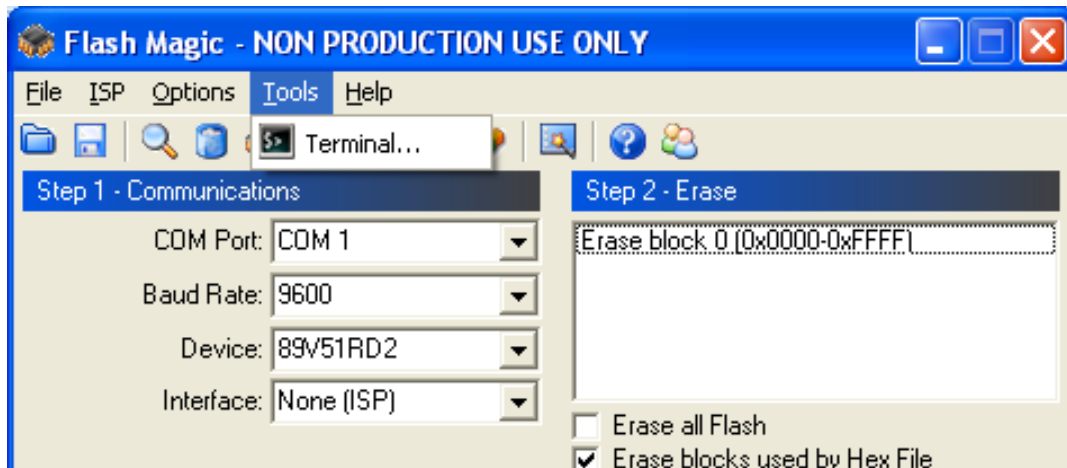 Flash Magic - NON PRODUCTION USE ONLY
File ISP Options Tools Help
Terminal...
Step 1 - Communications
COM Port: COM 1
Baud Rate: 9600
Device: 89V51RD2
Interface: None (ISP)
Step 2 - Erase
Erase block 0 (0x0000-0xFFFF)
Erase all Flash
Erase blocks used by Hex File